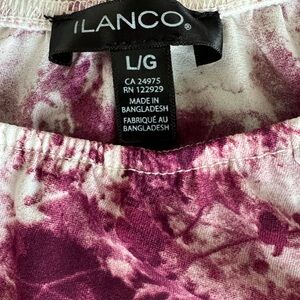 ILANCO®
L/G
CA 24975
RN 122929
MADE IN
BANGLADESH
FABRIQUÉ AU
BANGLADESH